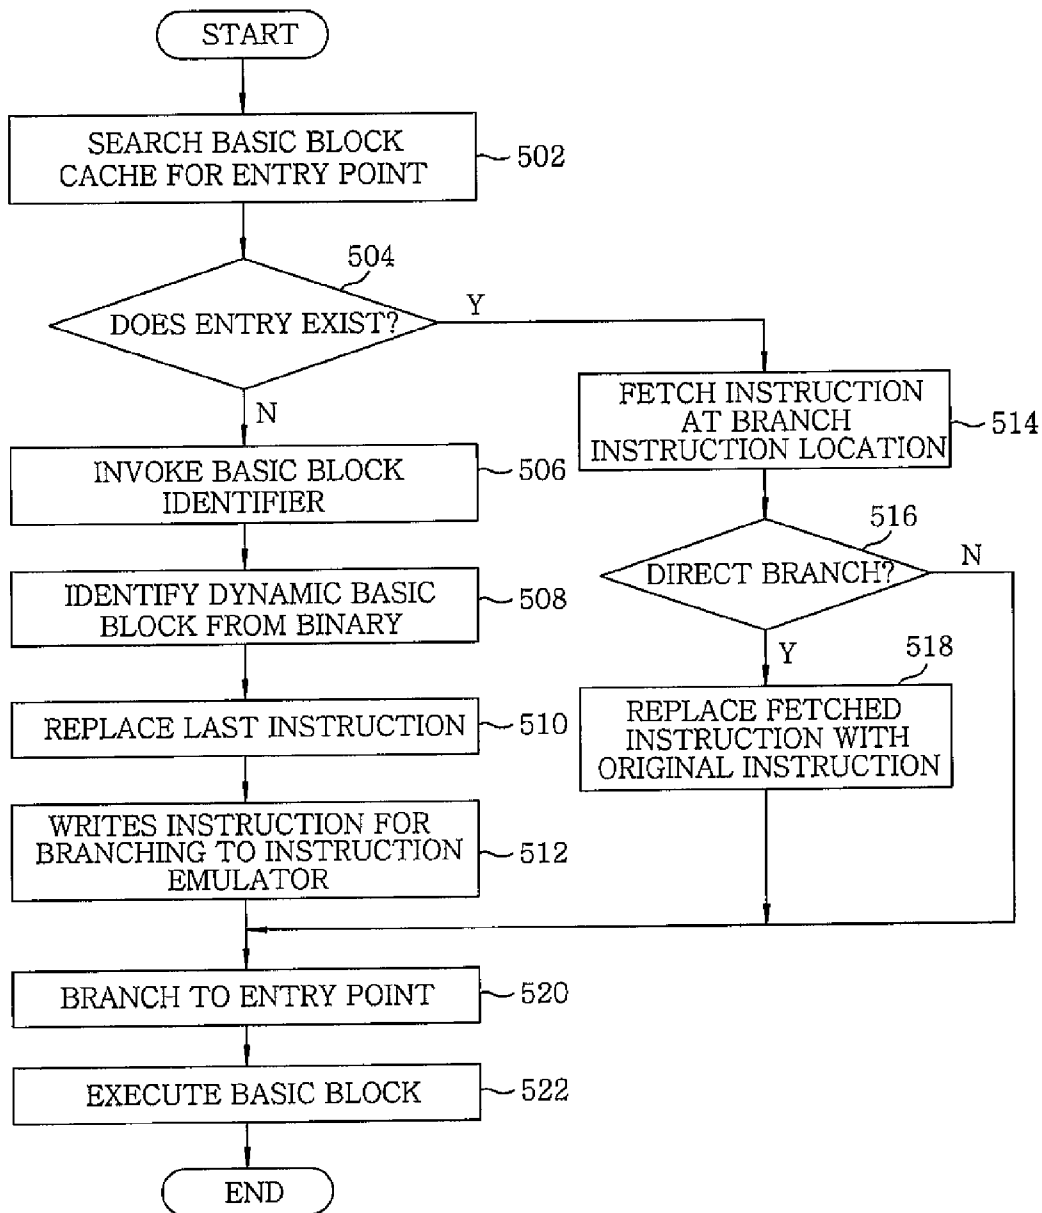 START
SEARCH BASIC BLOCK
CACHE FOR ENTRY POINT
502
504
DOES ENTRY EXIST?
Y
N
INVOKE BASIC BLOCK
IDENTIFIER
506
IDENTIFY DYNAMIC BASIC
BLOCK FROM BINARY
508
REPLACE LAST INSTRUCTION
510
WRITES INSTRUCTION FOR
BRANCHING TO INSTRUCTION
EMULATOR
512
FETCH INSTRUCTION
AT BRANCH
INSTRUCTION LOCATION
514
516
DIRECT BRANCH?
N
Y
518
REPLACE FETCHED
INSTRUCTION WITH
ORIGINAL INSTRUCTION
BRANCH TO ENTRY POINT
520
EXECUTE BASIC BLOCK
522
END